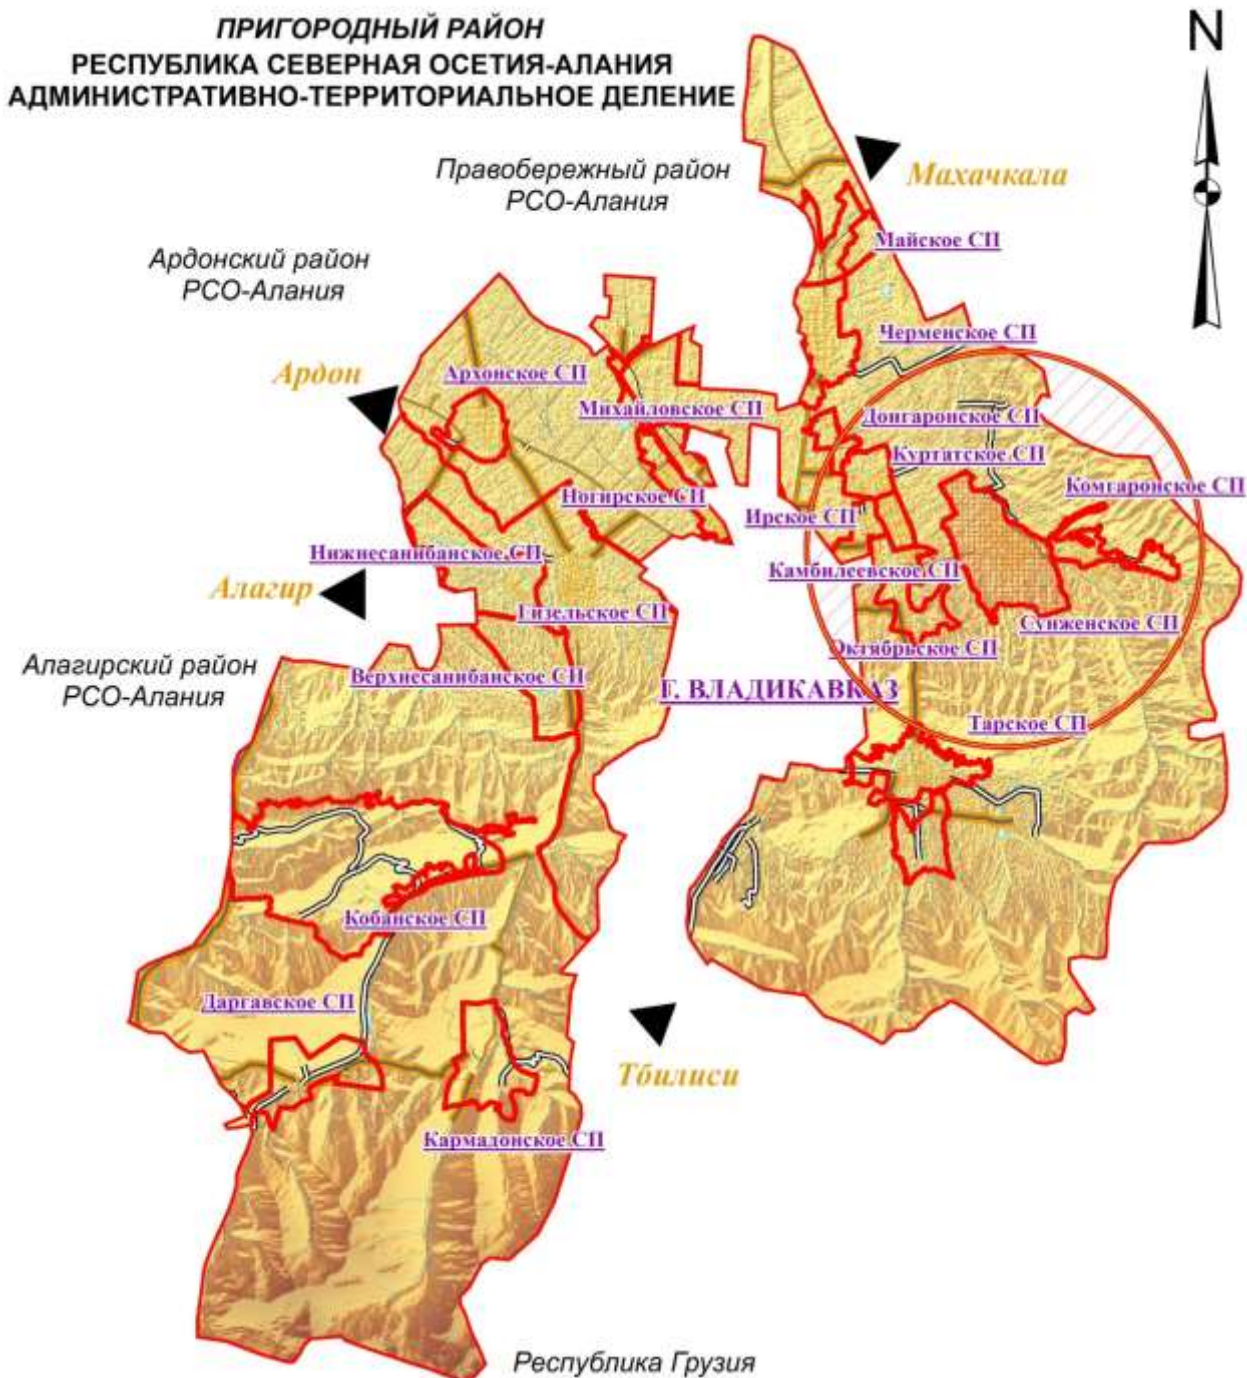 ПРИГОРОДНЫЙ РАЙОН
РЕСПУБЛИКА СЕВЕРНАЯ ОСЕТИЯ-АЛАНИЯ
АДМИНИСТРАТИВНО-ТЕРРИТОРИАЛЬНОЕ ДЕЛЕНИЕ
N
Правобережный район
РСО-Алания
Махачкала
Майское СП
Ардонский район
РСО-Алания
Черменское СП
Ардон
Архонское СП
Михайловское СП
Донгаронское СП
Куртатское СП
Комгаронское СП
Ногирское СП
Ирское СП
Нижнесанибанское СП
Камбилеевское СП
Алагир
Гизельское СП
Сунженское СП
Октябрьское СП
Алагирский район
РСО-Алания
Верхнесанибанское СП
Г. ВЛАДИКАВКАЗ
Тарское СП
Кобанское СП
Даргавское СП
Тбилиси
Кармадонское СП
Республика Грузия